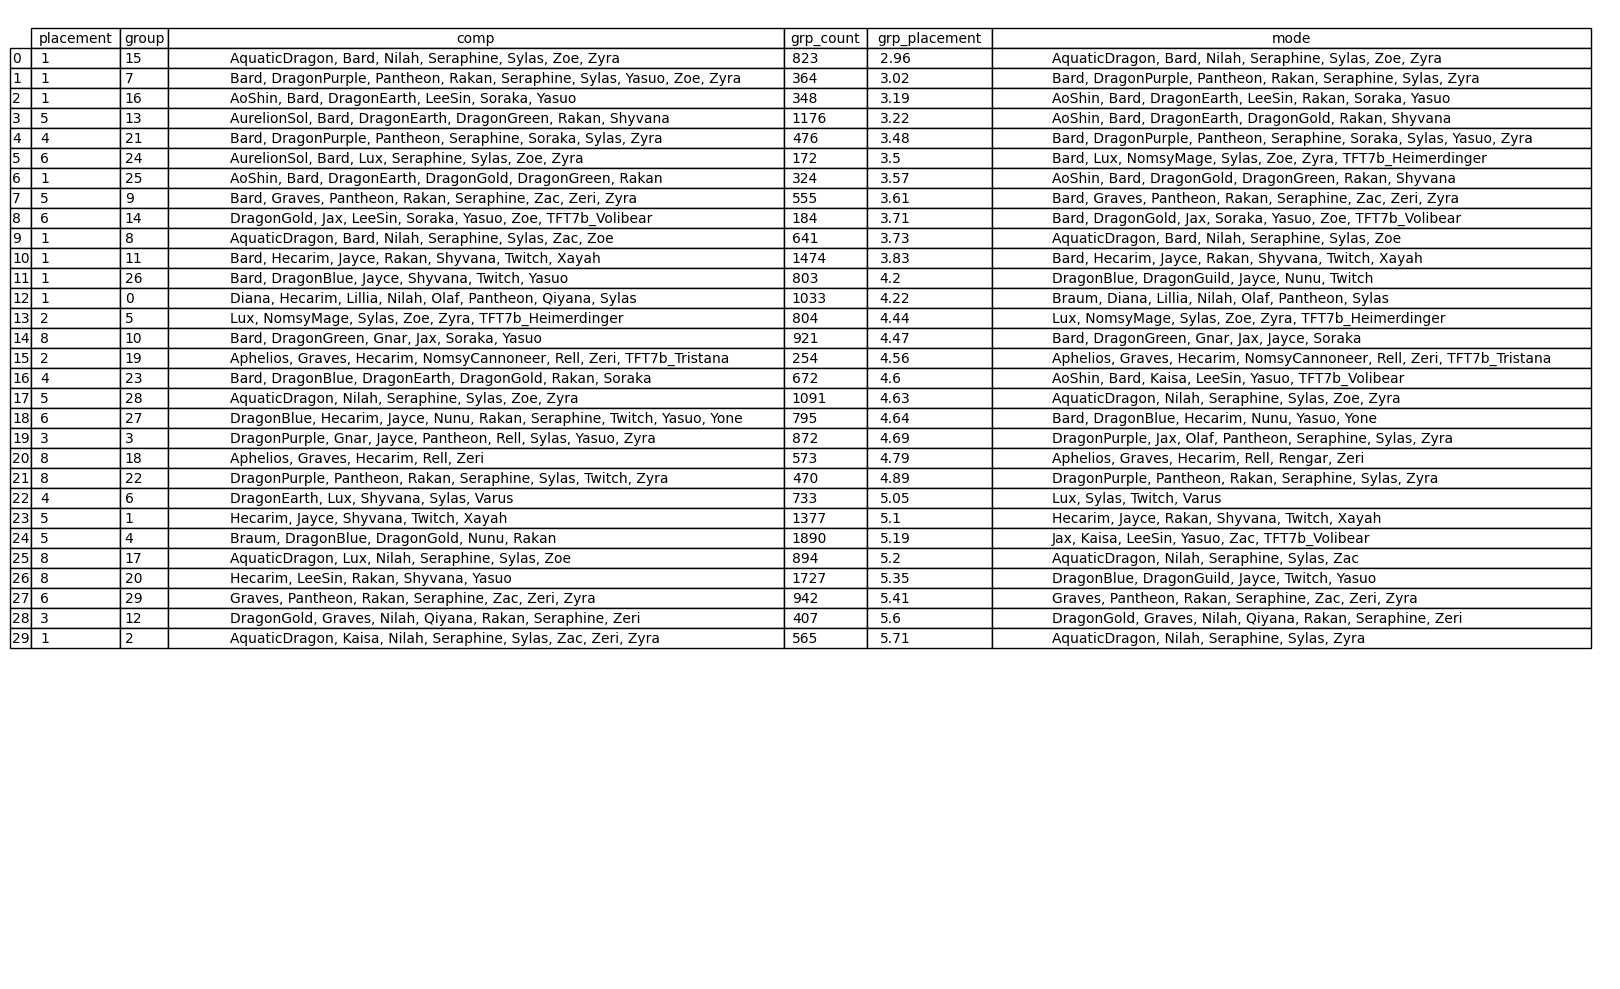 placement group comp grp_count grp_placement mode
0 1 15 AquaticDragon, Bard, Nilah, Seraphine, Sylas, Zoe, Zyra 823 2.96 AquaticDragon, Bard, Nilah, Seraphine, Sylas, Zoe, Zyra
1 1 7 Bard, DragonPurple, Pantheon, Rakan, Seraphine, Sylas, Yasuo, Zoe, Zyra 364 3.02 Bard, DragonPurple, Pantheon, Rakan, Seraphine, Sylas, Zyra
2 1 16 AoShin, Bard, DragonEarth, LeeSin, Soraka, Yasuo 348 3.19 AoShin, Bard, DragonEarth, LeeSin, Rakan, Soraka, Yasuo
3 5 13 AurelionSol, Bard, DragonEarth, DragonGreen, Rakan, Shyvana 1176 3.22 AoShin, Bard, DragonEarth, DragonGold, Rakan, Shyvana
4 4 21 Bard, DragonPurple, Pantheon, Seraphine, Soraka, Sylas, Zyra 476 3.48 Bard, DragonPurple, Pantheon, Seraphine, Soraka, Sylas, Yasuo, Zyra
5 6 24 AurelionSol, Bard, Lux, Seraphine, Sylas, Zoe, Zyra 172 3.5 Bard, Lux, NomsyMage, Sylas, Zoe, Zyra, TFT7b_Heimerdinger
6 1 25 AoShin, Bard, DragonEarth, DragonGold, DragonGreen, Rakan 324 3.57 AoShin, Bard, DragonGold, DragonGreen, Rakan, Shyvana
7 5 9 Bard, Graves, Pantheon, Rakan, Seraphine, Zac, Zeri, Zyra 555 3.61 Bard, Graves, Pantheon, Rakan, Seraphine, Zac, Zeri, Zyra
8 6 14 DragonGold, Jax, LeeSin, Soraka, Yasuo, Zoe, TFT7b_Volibear 184 3.71 Bard, DragonGold, Jax, Soraka, Yasuo, Zoe, TFT7b_Volibear
9 1 8 AquaticDragon, Bard, Nilah, Seraphine, Sylas, Zac, Zoe 641 3.73 AquaticDragon, Bard, Nilah, Seraphine, Sylas, Zoe
10 1 11 Bard, Hecarim, Jayce, Rakan, Shyvana, Twitch, Xayah 1474 3.83 Bard, Hecarim, Jayce, Rakan, Shyvana, Twitch, Xayah
11 1 26 Bard, DragonBlue, Jayce, Shyvana, Twitch, Yasuo 803 4.2 DragonBlue, DragonGuild, Jayce, Nunu, Twitch
12 1 0 Diana, Hecarim, Lillia, Nilah, Olaf, Pantheon, Qiyana, Sylas 1033 4.22 Braum, Diana, Lillia, Nilah, Olaf, Pantheon, Sylas
13 2 5 Lux, NomsyMage, Sylas, Zoe, Zyra, TFT7b_Heimerdinger 804 4.44 Lux, NomsyMage, Sylas, Zoe, Zyra, TFT7b_Heimerdinger
14 8 10 Bard, DragonGreen, Gnar, Jax, Soraka, Yasuo 921 4.47 Bard, DragonGreen, Gnar, Jax, Jayce, Soraka
15 2 19 Aphelios, Graves, Hecarim, NomsyCannoneer, Rell, Zeri, TFT7b_Tristana 254 4.56 Aphelios, Graves, Hecarim, NomsyCannoneer, Rell, Zeri, TFT7b_Tristana
16 4 23 Bard, DragonBlue, DragonEarth, DragonGold, Rakan, Soraka 672 4.6 AoShin, Bard, Kaisa, LeeSin, Yasuo, TFT7b_Volibear
17 5 28 AquaticDragon, Nilah, Seraphine, Sylas, Zoe, Zyra 1091 4.63 AquaticDragon, Nilah, Seraphine, Sylas, Zoe, Zyra
18 6 27 DragonBlue, Hecarim, Jayce, Nunu, Rakan, Seraphine, Twitch, Yasuo, Yone 795 4.64 Bard, DragonBlue, Hecarim, Nunu, Yasuo, Yone
19 3 3 DragonPurple, Gnar, Jayce, Pantheon, Rell, Sylas, Yasuo, Zyra 872 4.69 DragonPurple, Jax, Olaf, Pantheon, Seraphine, Sylas, Zyra
20 8 18 Aphelios, Graves, Hecarim, Rell, Zeri 573 4.79 Aphelios, Graves, Hecarim, Rell, Rengar, Zeri
21 8 22 DragonPurple, Pantheon, Rakan, Seraphine, Sylas, Twitch, Zyra 470 4.89 DragonPurple, Pantheon, Rakan, Seraphine, Sylas, Zyra
22 4 6 DragonEarth, Lux, Shyvana, Sylas, Varus 733 5.05 Lux, Sylas, Twitch, Varus
23 5 1 Hecarim, Jayce, Shyvana, Twitch, Xayah 1377 5.1 Hecarim, Jayce, Rakan, Shyvana, Twitch, Xayah
24 5 4 Braum, DragonBlue, DragonGold, Nunu, Rakan 1890 5.19 Jax, Kaisa, LeeSin, Yasuo, Zac, TFT7b_Volibear
25 8 17 AquaticDragon, Lux, Nilah, Seraphine, Sylas, Zoe 894 5.2 AquaticDragon, Nilah, Seraphine, Sylas, Zac
26 8 20 Hecarim, LeeSin, Rakan, Shyvana, Yasuo 1727 5.35 DragonBlue, DragonGuild, Jayce, Twitch, Yasuo
27 6 29 Graves, Pantheon, Rakan, Seraphine, Zac, Zeri, Zyra 942 5.41 Graves, Pantheon, Rakan, Seraphine, Zac, Zeri, Zyra
28 3 12 DragonGold, Graves, Nilah, Qiyana, Rakan, Seraphine, Zeri 407 5.6 DragonGold, Graves, Nilah, Qiyana, Rakan, Seraphine, Zeri
29 1 2 AquaticDragon, Kaisa, Nilah, Seraphine, Sylas, Zac, Zeri, Zyra 565 5.71 AquaticDragon, Nilah, Seraphine, Sylas, Zyra